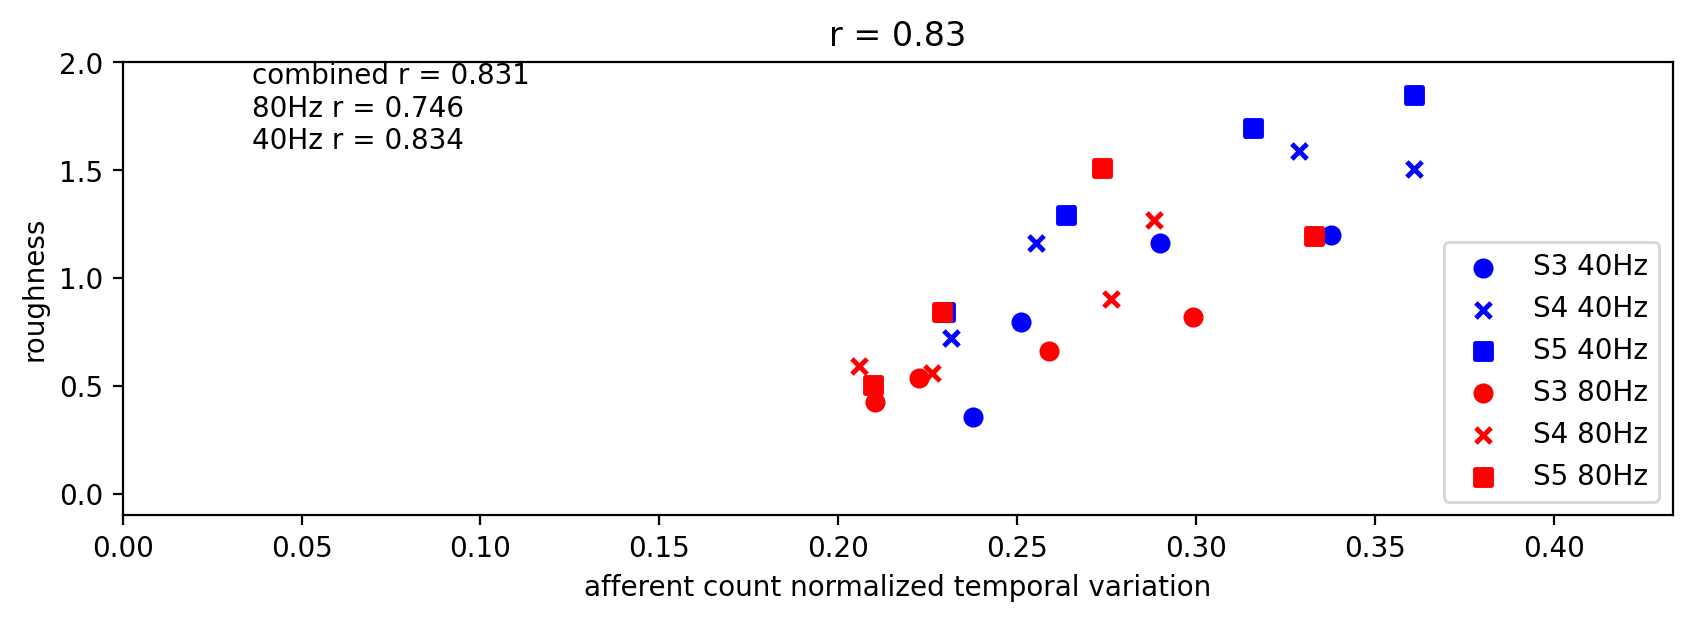 r = 0.83
combined r = 0.831
80Hz r = 0.746
40Hz r = 0.834
2.0
1.5
1.0
0.5
0.0
roughness
S3 40Hz
S4 40Hz
S5 40Hz
S3 80Hz
S4 80Hz
S5 80Hz
0.00 0.05 0.10 0.15 0.20 0.25 0.30 0.35 0.40
afferent count normalized temporal variation